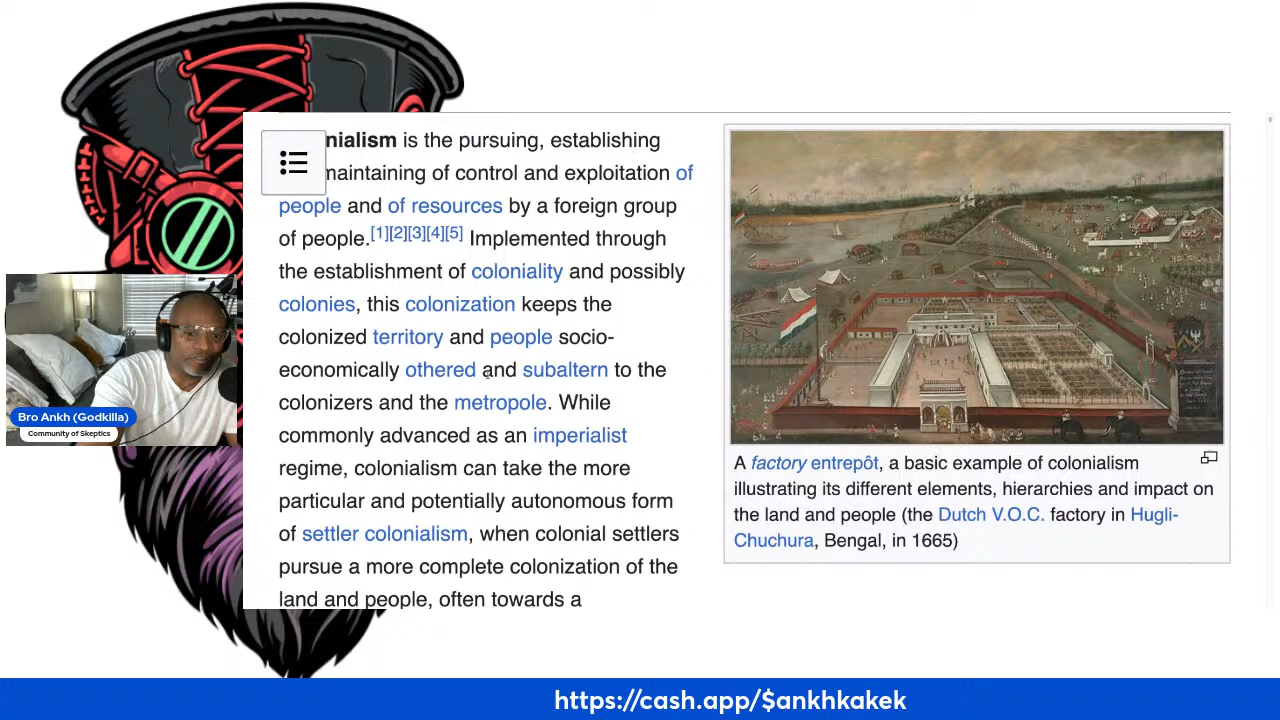 nialism is the pursuing, establishing
maintaining of control and exploitation of
people and of resources by a foreign group
of people.[1][2][3][4][5] Implemented through
the establishment of coloniality and possibly
colonies, this colonization keeps the
colonized territory and people socio-
economically othered and subaltern to the
colonizers and the metropole. While
commonly advanced as an imperialist
regime, colonialism can take the more
particular and potentially autonomous form
of settler colonialism, when colonial settlers
pursue a more complete colonization of the
land and people, often towards a
A factory entrepôt, a basic example of colonialism
illustrating its different elements, hierarchies and impact on
the land and people (the Dutch V.O.C. factory in Hugli-
Chuchura, Bengal, in 1665)
Bro Ankh (Godkilla)
Community of Skeptics
https://cash.app/$ankhkakek